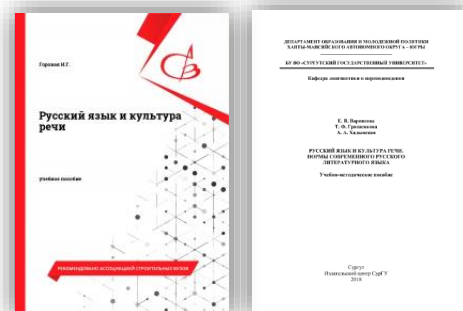 Горовая И.Г.
Русский язык и культура
речи
учебное пособие
РЕКОМЕНДОВАНО АССОЦИАЦИЕЙ СТРОИТЕЛЬНЫХ ВУЗОВ
ДЕПАРТАМЕНТ ОБРАЗОВАНИЯ И МОЛОДЕЖНОЙ ПОЛИТИКИ
ХАНТЫ-МАНСИЙСКОГО АВТОНОМНОГО ОКРУГА – ЮГРЫ
БУ ВО «СУРГУТСКИЙ ГОСУДАРСТВЕННЫЙ УНИВЕРСИТЕТ»
Кафедра лингвистики и переводоведения
Е. В.
Т. Ф.
А. А.
РУССКИЙ ЯЗЫК И КУЛЬТУРА РЕЧИ.
НОРМЫ СОВРЕМЕННОГО РУССКОГО
ЛИТЕРАТУРНОГО ЯЗЫКА
Учебно-методическое пособие
Сургут
Издательский центр СурГУ
2018